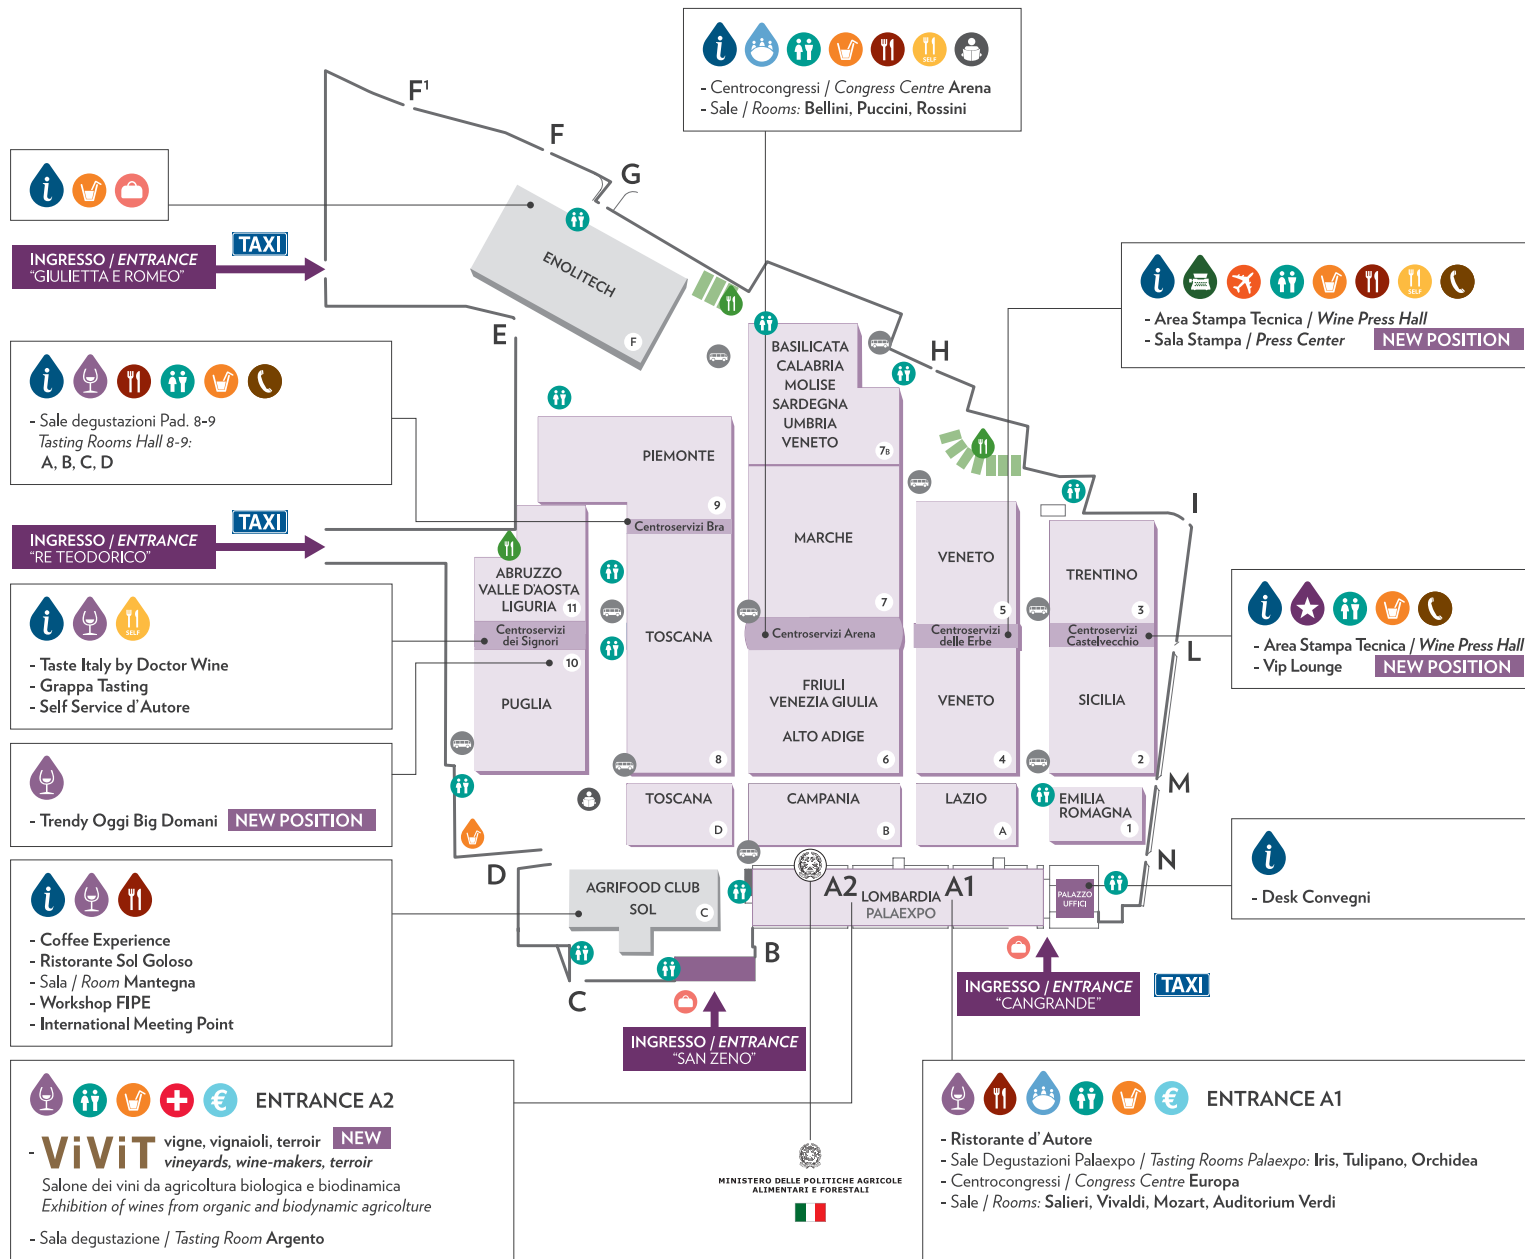 - Centrocongressi / Congress Centre Arena
- Sale / Rooms: Bellini, Puccini, Rossini
F¹
F
G
TAXI
INGRESSO / ENTRANCE
“GIULIETTA E ROMEO”
ENOLITECH
F
E
- Area Stampa Tecnica / Wine Press Hall
- Sala Stampa / Press Center NEW POSITION
SELF
SELF
H
BASILICATA
CALABRIA
MOLISE
SARDEGNA
UMBRIA
VENETO
7B
- Sale degustazioni Pad. 8-9
Tasting Rooms Hall 8-9:
A, B, C, D
PIEMONTE
9
Centroservizi Bra
TAXI
INGRESSO / ENTRANCE
“RE TEODORICO”
MARCHE
7
VENETO
5
TRENTINO
3
I
ABRUZZO
VALLE D'AOSTA
LIGURIA
11
Centroservizi
dei Signori
10
PUGLIA
TOSCANA
8
Centroservizi Arena
Centroservizi
delle Erbe
Centroservizi
Castelvecchio
L
- Area Stampa Tecnica / Wine Press Hall
- Vip Lounge NEW POSITION
SELF
- Taste Italy by Doctor Wine
- Grappa Tasting
- Self Service d'Autore
FRIULI
VENEZIA GIULIA
ALTO ADIGE
6
VENETO
4
SICILIA
2
- Trendy Oggi Big Domani NEW POSITION
M
TOSCANA
D
CAMPANIA
B
LAZIO
A
EMILIA
ROMAGNA
1
N
D
AGRIFOOD CLUB
SOL
C
A2
LOMBARDIA
PALAEXPO
A1
PALAZZO
UFFICI
- Desk Convegni
- Coffee Experience
- Ristorante Sol Goloso
- Sala / Room Mantegna
- Workshop FIPE
- International Meeting Point
B
C
INGRESSO / ENTRANCE
“CANGRANDE”
TAXI
INGRESSO / ENTRANCE
“SAN ZENO”
ENTRANCE A2
- ViViT vigne, vignaioli, terroir NEW
vineyards, wine-makers, terroir
Salone dei vini da agricoltura biologica e biodinamica
Exhibition of wines from organic and biodynamic agricolture
- Sala degustazione / Tasting Room Argento
MINISTERO DELLE POLITICHE AGRICOLE
ALIMENTARI E FORESTALI
ENTRANCE A1
- Ristorante d'Autore
- Sale Degustazioni Palaexpo / Tasting Rooms Palaexpo: Iris, Tulipano, Orchidea
- Centrocongressi / Congress Centre Europa
- Sale / Rooms: Salieri, Vivaldi, Mozart, Auditorium Verdi